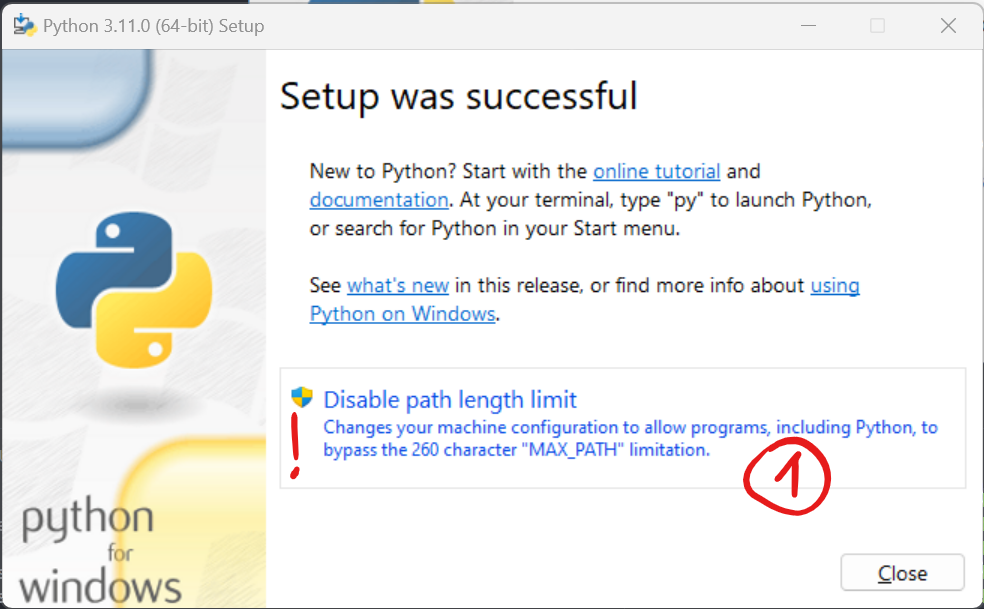 Python 3.11.0 (64-bit) Setup
Setup was successful
New to Python? Start with the online tutorial and
documentation. At your terminal, type "py" to launch Python,
or search for Python in your Start menu.
See what's new in this release, or find more info about using
Python on Windows.
Disable path length limit
Changes your machine configuration to allow programs, including Python, to
bypass the 260 character "MAX_PATH" limitation.
!
1
python
for
windows
Close